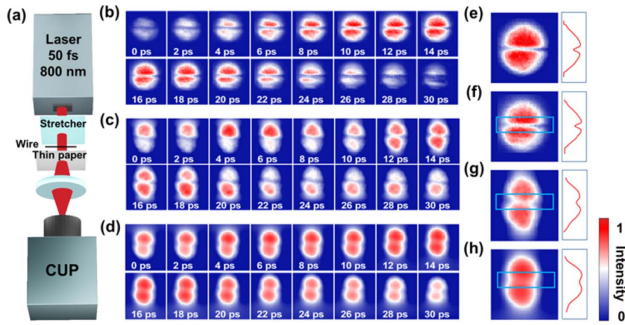 (a)
Laser
50 fs
800 nm
Stretcher
Wire
Thin paper
CUP
(b)
0 ps 2 ps 4 ps 6 ps 8 ps 10 ps 12 ps 14 ps
16 ps 18 ps 20 ps 22 ps 24 ps 26 ps 28 ps 30 ps
(c)
0 ps 2 ps 4 ps 6 ps 8 ps 10 ps 12 ps 14 ps
16 ps 18 ps 20 ps 22 ps 24 ps 26 ps 28 ps 30 ps
(d)
0 ps 2 ps 4 ps 6 ps 8 ps 10 ps 12 ps 14 ps
16 ps 18 ps 20 ps 22 ps 24 ps 26 ps 28 ps 30 ps
(e)
(f)
(g)
(h)
1
Intensity
0